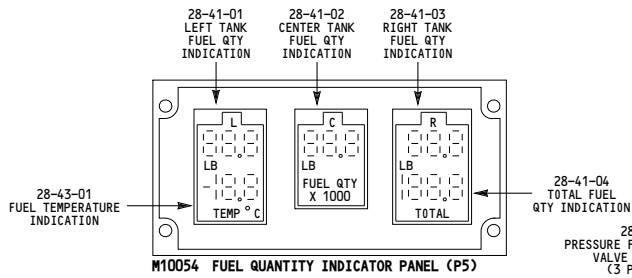 28-41-01
LEFT TANK
FUEL QTY
INDICATION
28-41-02
CENTER TANK
FUEL QTY
INDICATION
28-41-03
RIGHT TANK
FUEL QTY
INDICATION
L
LB
TEMP °C
C
LB
FUEL QTY
X 1000
R
LB
TOTAL
28-43-01
FUEL TEMPERATURE
INDICATION
28-41-04
TOTAL FUEL
QTY INDICATION
28
PRESSURE F
VALVE
(3 P
M10054 FUEL QUANTITY INDICATOR PANEL (P5)